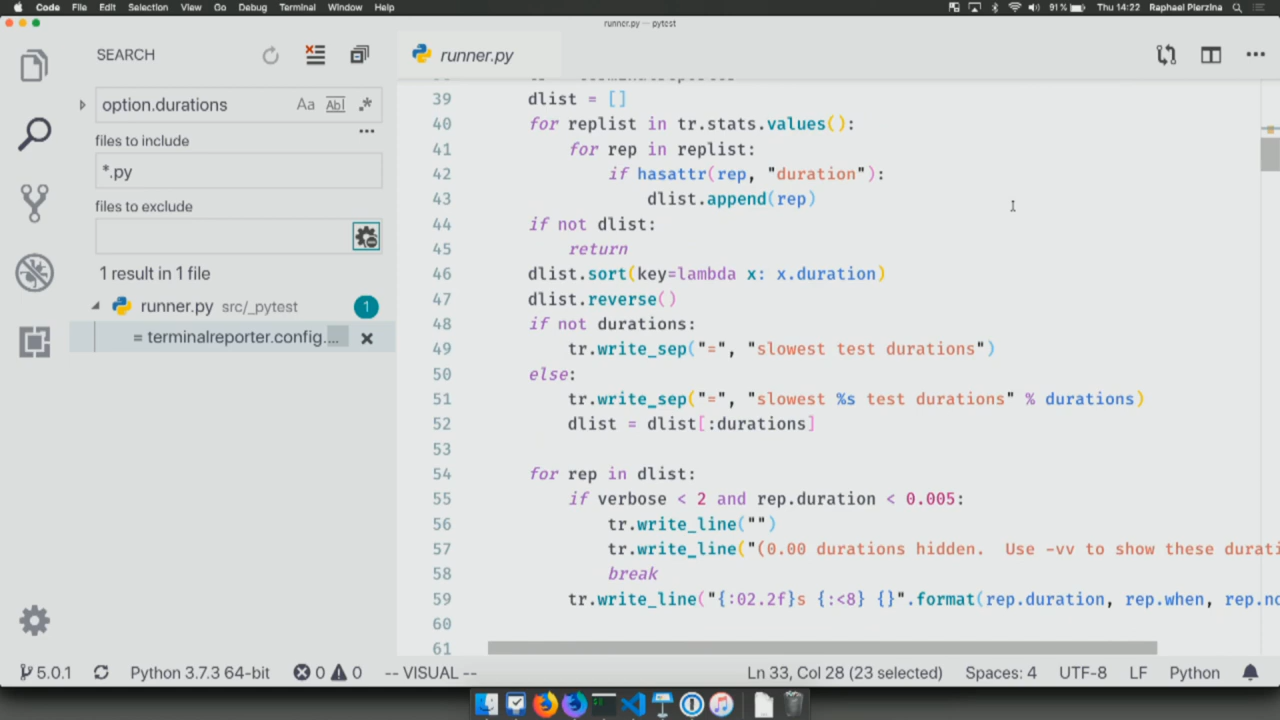 Code File Edit Selection View Go Debug Terminal Window Help
91% Thu 14:22 Raphael Pierzina
runner.py — pytest
SEARCH
option.durations
Aa Abl .*
files to include
*.py
files to exclude
1 result in 1 file
runner.py src/_pytest 1
= terminalreporter.config....
runner.py
39 dlist = []
40 for replist in tr.stats.values():
41 for rep in replist:
42 if hasattr(rep, "duration"):
43 dlist.append(rep)
44 if not dlist:
45 return
46 dlist.sort(key=lambda x: x.duration)
47 dlist.reverse()
48 if not durations:
49 tr.write_sep("=", "slowest test durations")
50 else:
51 tr.write_sep("=", "slowest %s test durations" % durations)
52 dlist = dlist[:durations]
53
54 for rep in dlist:
55 if verbose < 2 and rep.duration < 0.005:
56 tr.write_line("")
57 tr.write_line("(0.00 durations hidden. Use -vv to show these durati
58 break
59 tr.write_line("{:02.2f}s {:<8} {}".format(rep.duration, rep.when, rep.no
60
61
5.0.1 Python 3.7.3 64-bit 0 0 -- VISUAL -- Ln 33, Col 28 (23 selected) Spaces: 4 UTF-8 LF Python